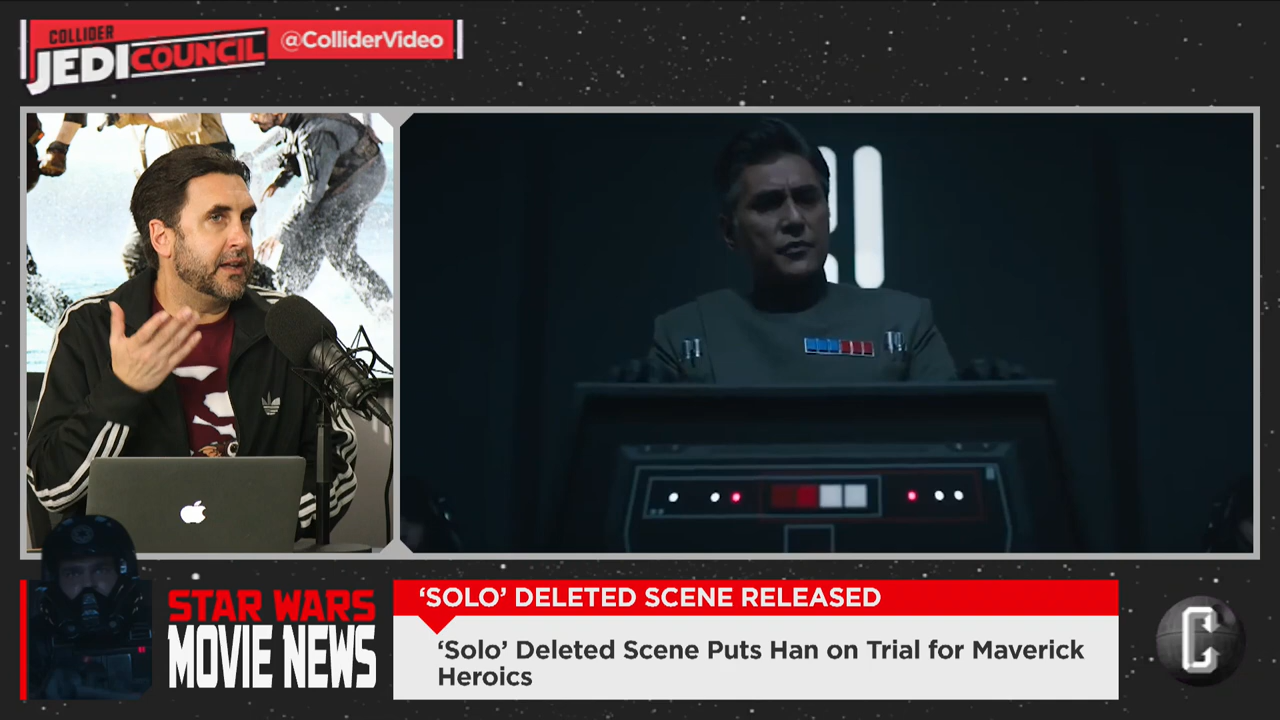 COLLIDER
JEDI COUNCIL
@ColliderVideo
STAR WARS
MOVIE NEWS
‘SOLO’ DELETED SCENE RELEASED
‘Solo’ Deleted Scene Puts Han on Trial for Maverick
Heroics